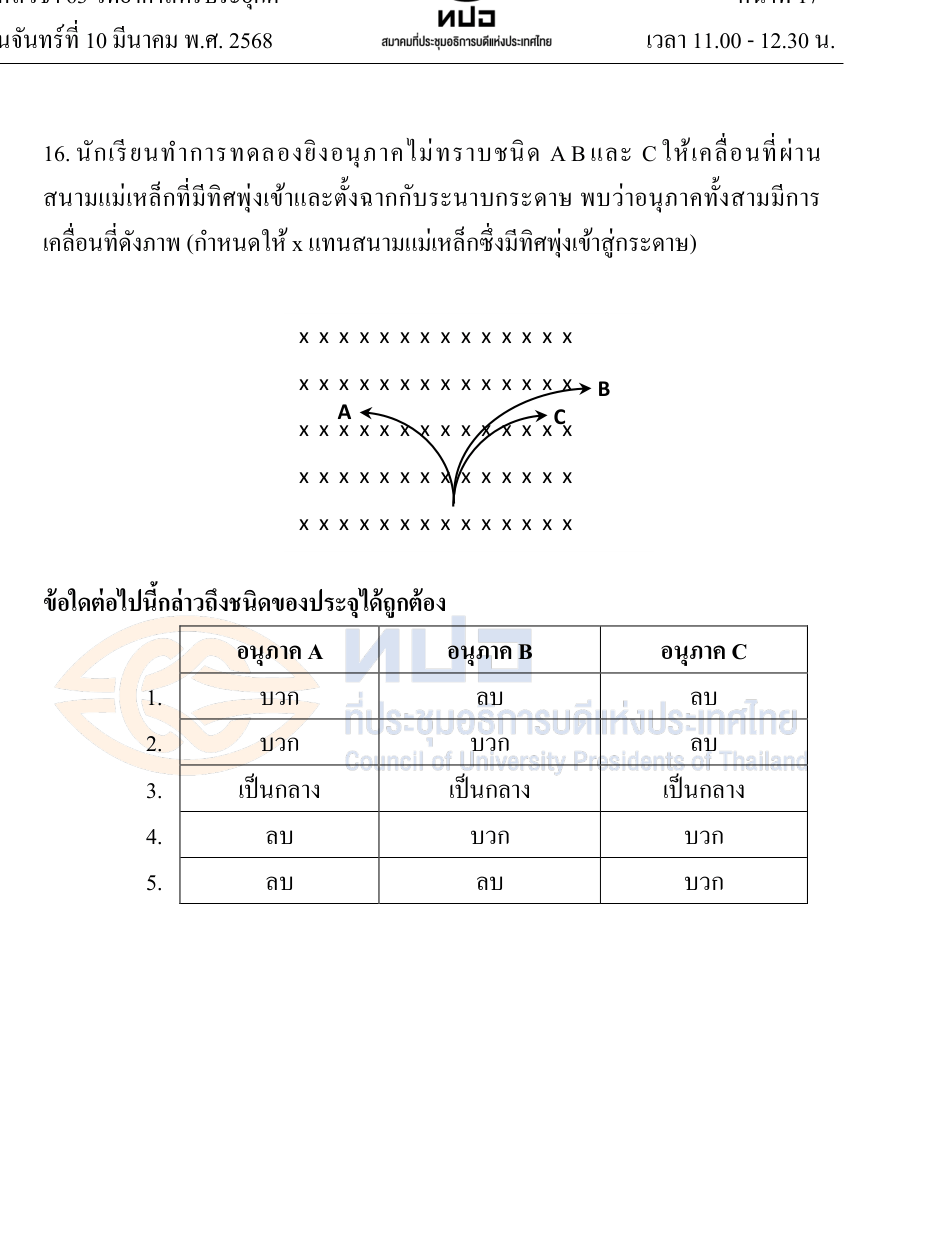 ทปอ
นจันทร์ที่ 10 มีนาคม พ.ศ. 2568 สมาคมที่ประชุมอธิการบดีแห่งประเทศไทย เวลา 11.00 - 12.30 น.
16. นักเรียนทำการทดลองยิงอนุภาคไม่ทราบชนิด A B และ C ให้เคลื่อนที่ผ่าน
สนามแม่เหล็กที่มีทิศพุ่งเข้าและตั้งฉากกับระนาบกระดาษ พบว่าอนุภาคทั้งสามมีการ
เคลื่อนที่ดังภาพ (กำหนดให้ x แทนสนามแม่เหล็กซึ่งมีทิศพุ่งเข้าสู่กระดาษ)
x x x x x x x x x x x x x x
x x x x x x x x x x x x x x B
A C
x x x x x x x x x x x x x x
x x x x x x x x x x x x x x
x x x x x x x x x x x x x x
ข้อใดต่อไปนี้กล่าวถึงชนิดของประจุได้ถูกต้อง
อนุภาค A อนุภาค B อนุภาค C
1. บวก ลบ ลบ
2. บวก บวก ลบ
3. เป็นกลาง เป็นกลาง เป็นกลาง
4. ลบ บวก บวก
5. ลบ ลบ บวก
ทปอ
ที่ประชุมอธิการบดีแห่งประเทศไทย
Council of University Presidents of Thailand